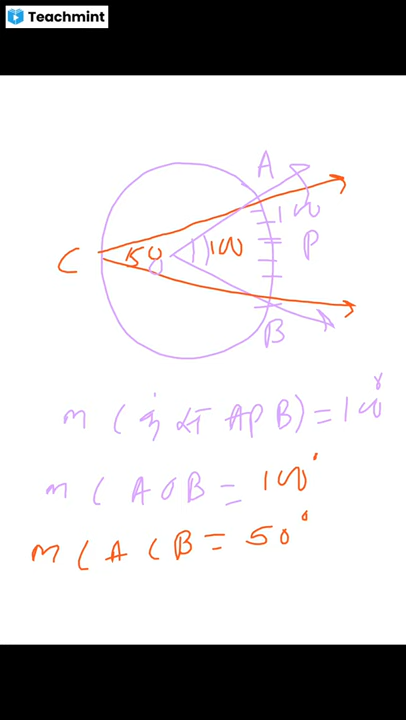 Teachmint
A
100
P
C
50
O
100
B
m ( APB) = 100°
m ∠ AOB = 100°
m ∠ ACB = 50°